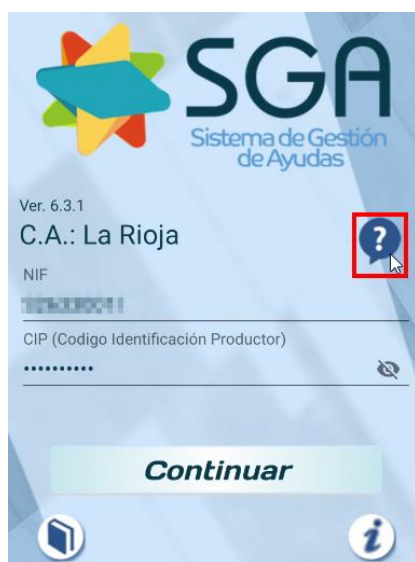 SGA
Sistema de Gestión
de Ayudas
Ver. 6.3.1
C.A.: La Rioja
?
NIF
CIP (Codigo Identificación Productor)
••••••••••
Continuar
i